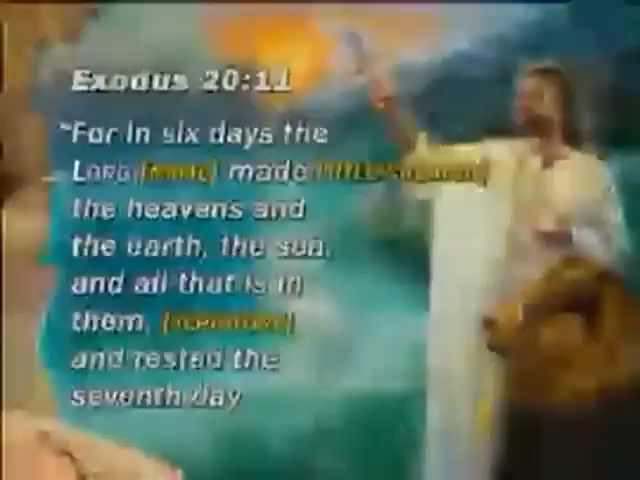 Exodus 20:11
"For in six days the
LORD (NAME) made
the heavens and
the earth, the sea,
and all that is in
them,
and rested the
seventh day